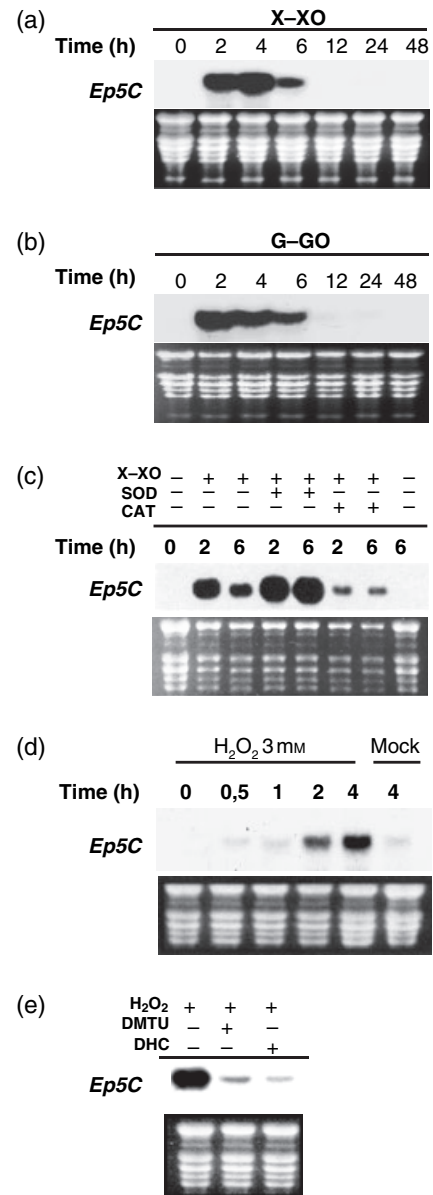 (a)
X–XO
Time (h) 0 2 4 6 12 24 48
Ep5C
(b)
G–GO
Time (h) 0 2 4 6 12 24 48
Ep5C
(c)
X–XO – + + + + + + –
SOD – – – + + – – –
CAT – – – – – + + –
Time (h) 0 2 6 2 6 2 6 6
Ep5C
(d)
H₂O₂ 3 mM Mock
Time (h) 0 0,5 1 2 4 4
Ep5C
(e)
H₂O₂ + + +
DMTU – + –
DHC – – +
Ep5C